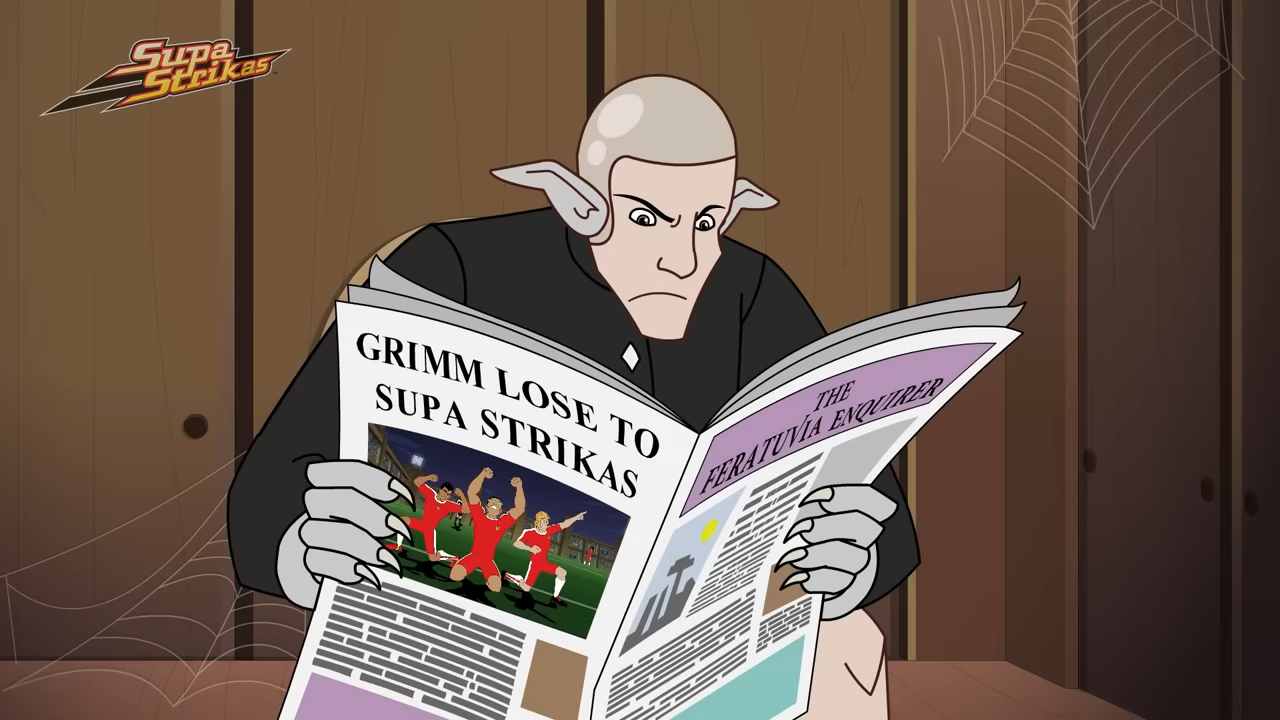 Supa
Strikas
GRIMM LOSE TO
SUPA STRIKAS
THE
FERATUVIA ENQUIRER